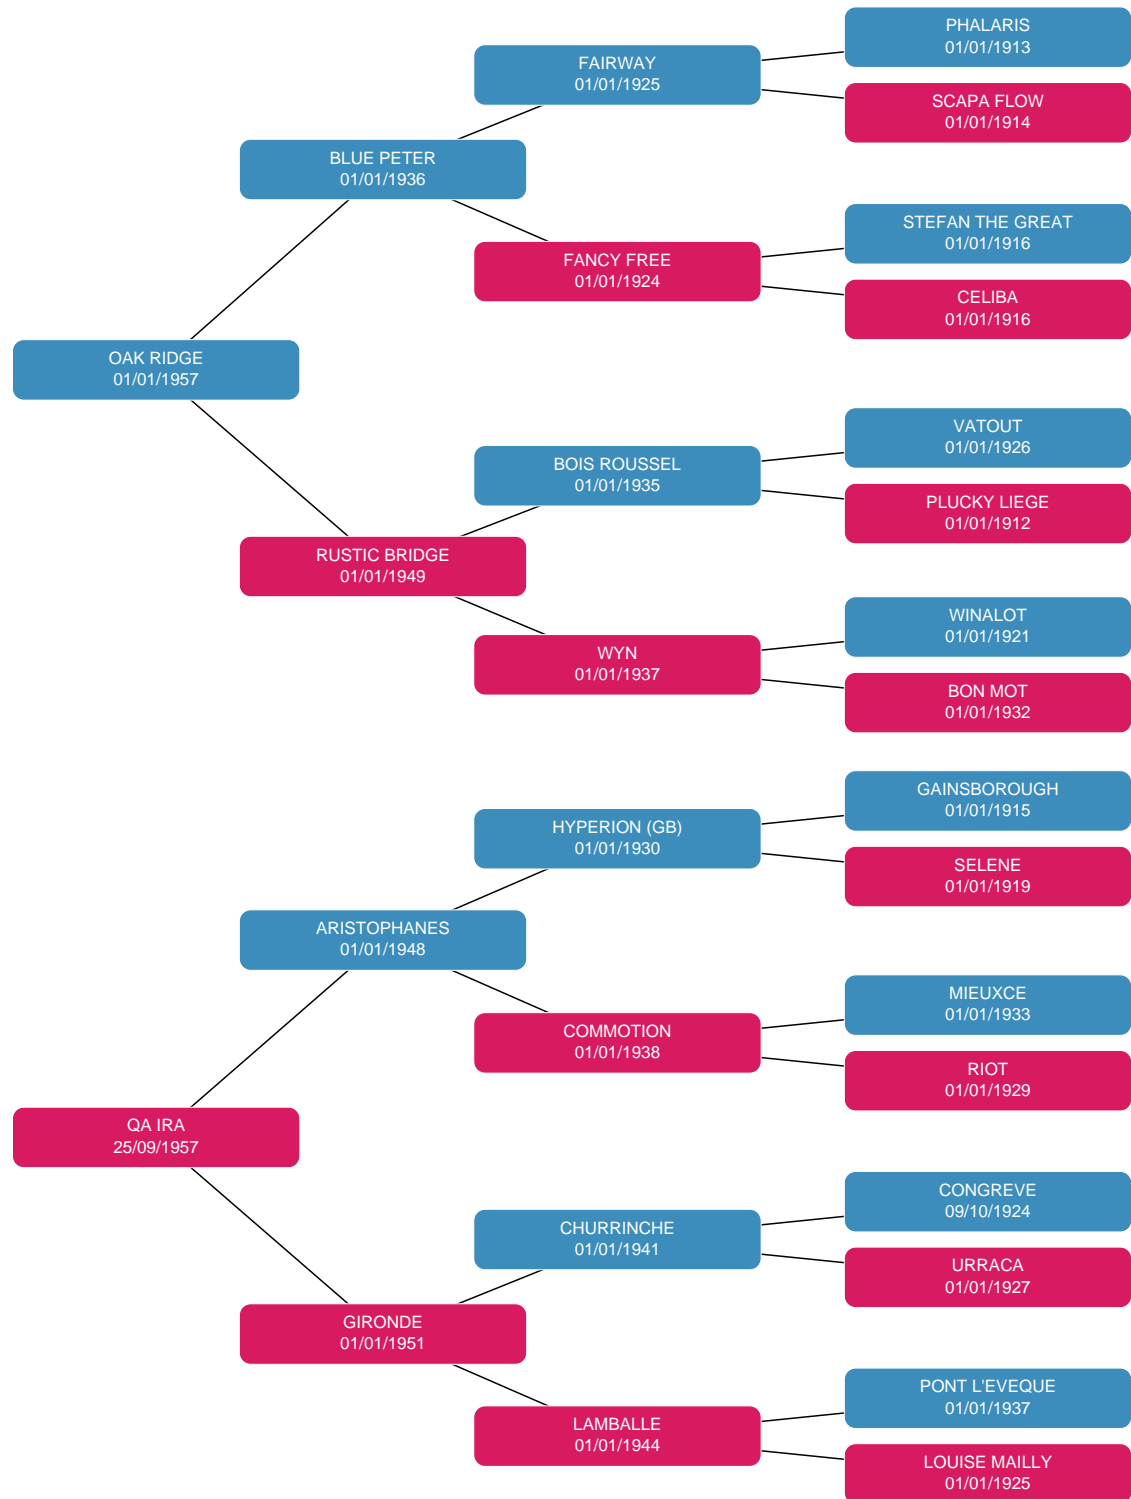 PHALARIS
01/01/1913
FAIRWAY
01/01/1925
SCAPA FLOW
01/01/1914
BLUE PETER
01/01/1936
STEFAN THE GREAT
01/01/1916
FANCY FREE
01/01/1924
CELIBA
01/01/1916
OAK RIDGE
01/01/1957
VATOUT
01/01/1926
BOIS ROUSSEL
01/01/1935
PLUCKY LIEGE
01/01/1912
RUSTIC BRIDGE
01/01/1949
WINALOT
01/01/1921
WYN
01/01/1937
BON MOT
01/01/1932
GAINSBOROUGH
01/01/1915
HYPERION (GB)
01/01/1930
SELENE
01/01/1919
ARISTOPHANES
01/01/1948
MIEUXCE
01/01/1933
COMMOTION
01/01/1938
RIOT
01/01/1929
QA IRA
25/09/1957
CONGREVE
09/10/1924
CHURRINCHE
01/01/1941
URRACA
01/01/1927
GIRONDE
01/01/1951
PONT L'EVEQUE
01/01/1937
LAMBALLE
01/01/1944
LOUISE MAILLY
01/01/1925